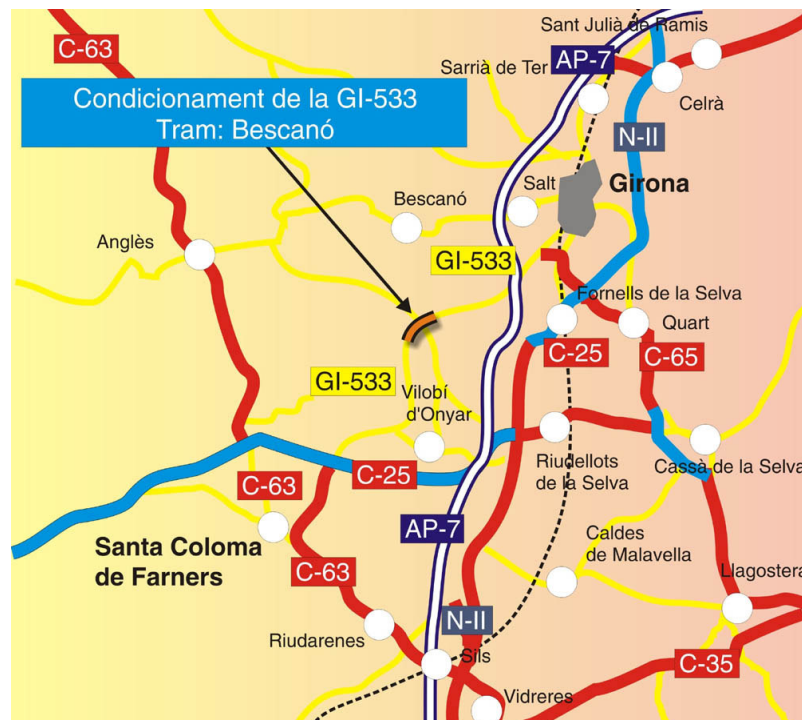 Sant Julià de Ramis
C-63
AP-7
Sarrià de Ter
Condicionament de la GI-533
Tram: Bescanó
Celrà
N-II
Salt
Girona
Bescanó
Anglès
GI-533
Fornells de la Selva
Quart
C-25
C-65
GI-533
Vilobí
d'Onyar
Riudellots
de la Selva
Cassà de la Selva
C-25
C-63
AP-7
Santa Coloma
de Farners
Caldes
de Malavella
C-63
Llagostera
N-II
Riudarenes
Sils
C-35
Vidreres